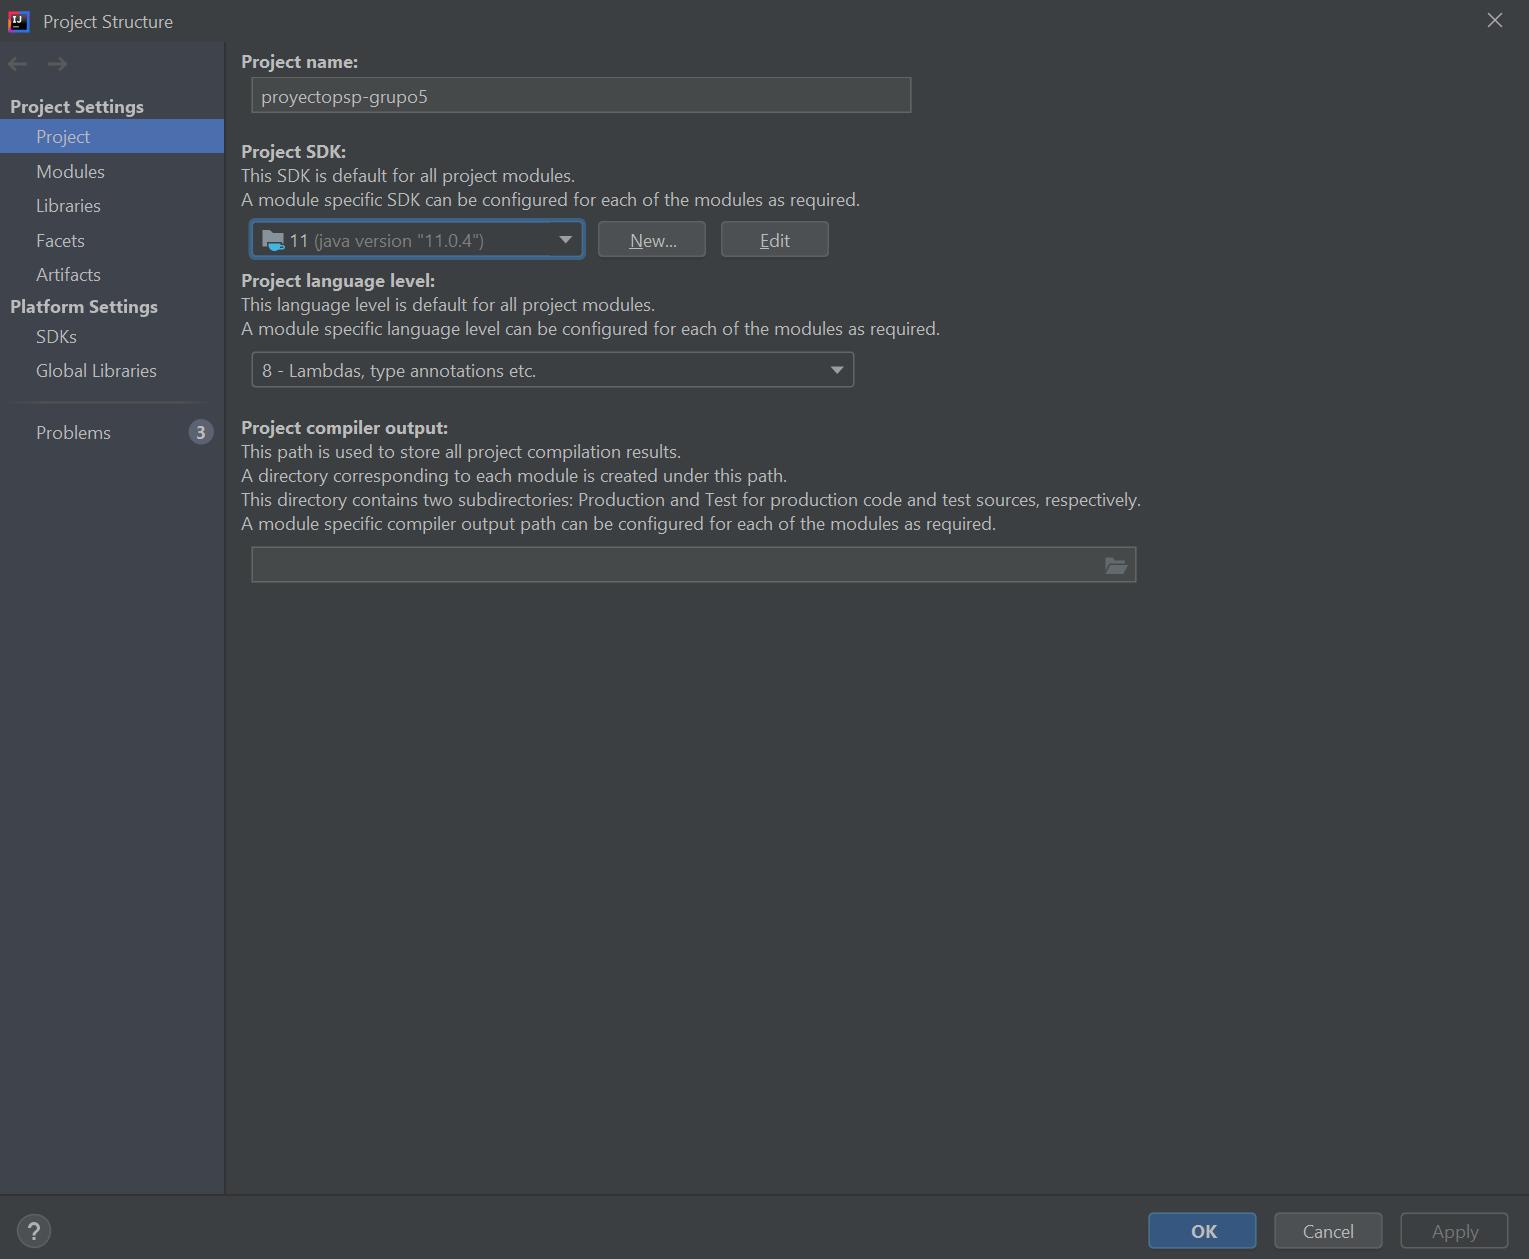 Project Structure
Project Settings
Project
Modules
Libraries
Facets
Artifacts
Platform Settings
SDKs
Global Libraries
Problems 3
Project name:
proyectopsp-grupo5
Project SDK:
This SDK is default for all project modules.
A module specific SDK can be configured for each of the modules as required.
11 (java version "11.0.4") New... Edit
Project language level:
This language level is default for all project modules.
A module specific language level can be configured for each of the modules as required.
8 - Lambdas, type annotations etc.
Project compiler output:
This path is used to store all project compilation results.
A directory corresponding to each module is created under this path.
This directory contains two subdirectories: Production and Test for production code and test sources, respectively.
A module specific compiler output path can be configured for each of the modules as required.
? OK Cancel Apply